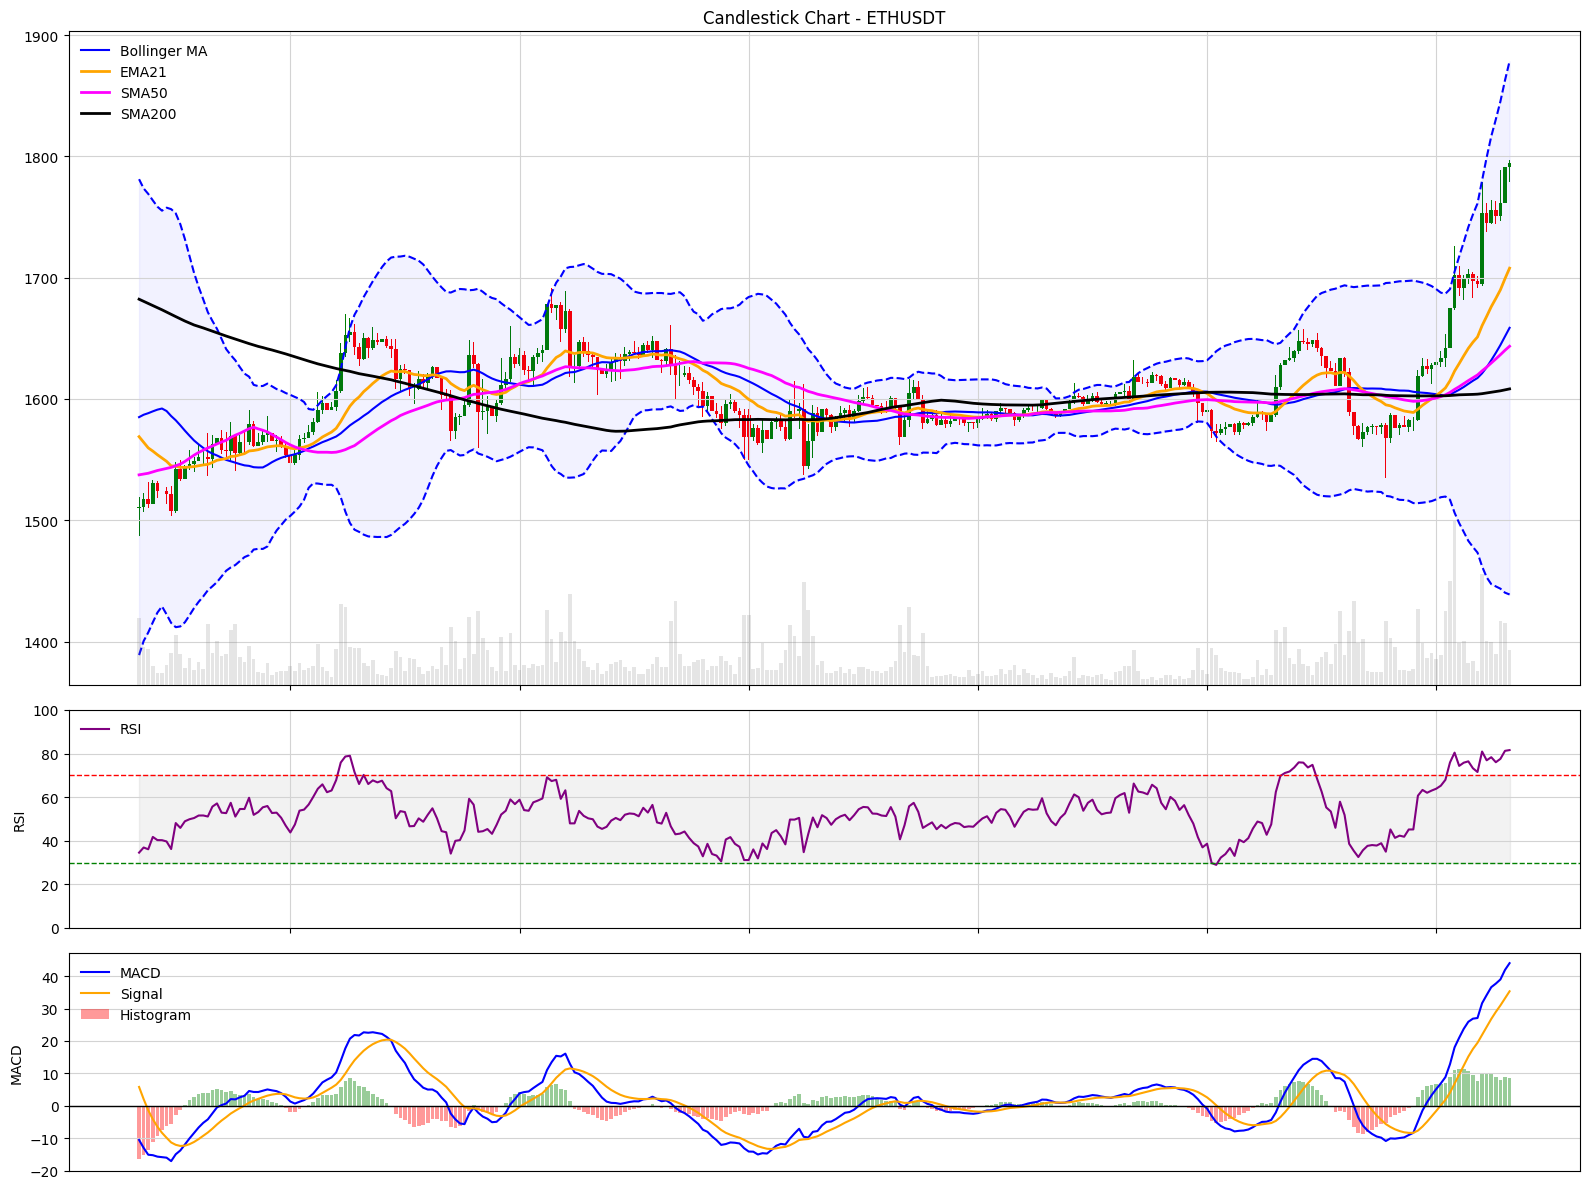 Candlestick Chart - ETHUSDT
1900
1800
1700
1600
1500
1400
Bollinger MA
EMA21
SMA50
SMA200
100
80
60
40
20
0
RSI
RSI
40
30
20
10
0
−10
−20
MACD
MACD
Signal
Histogram